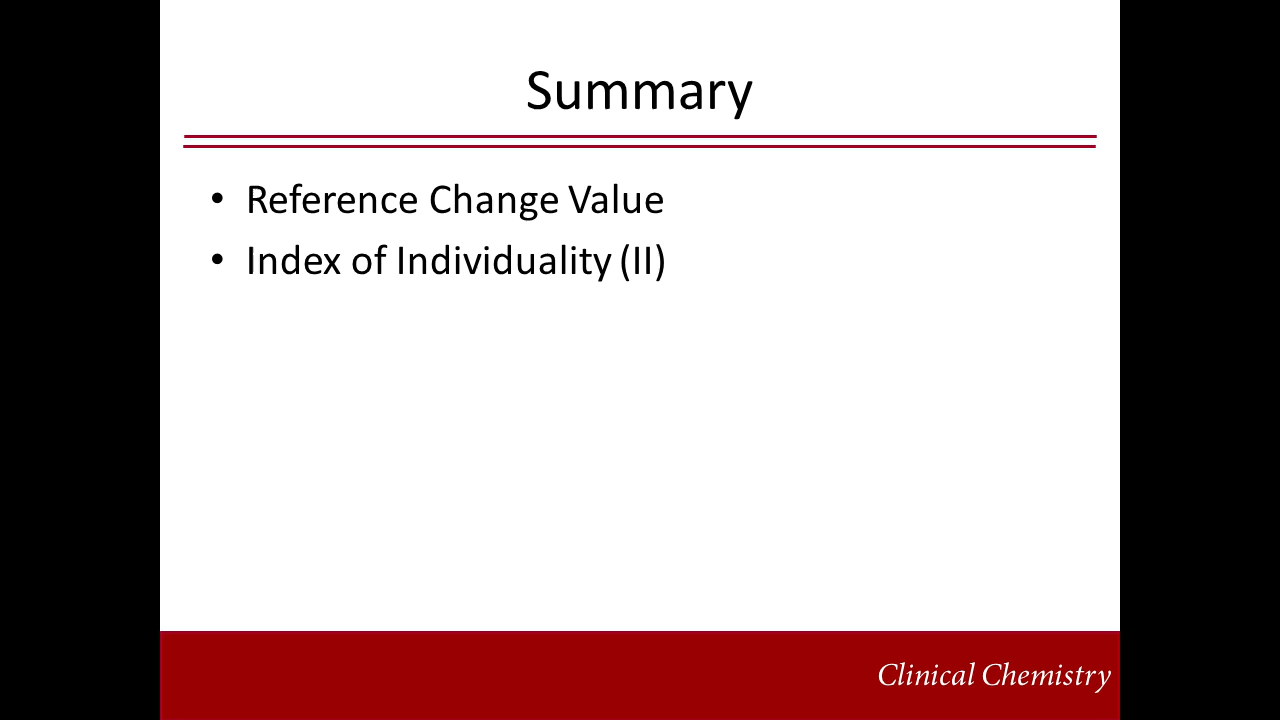 Summary
• Reference Change Value
• Index of Individuality (II)
Clinical Chemistry